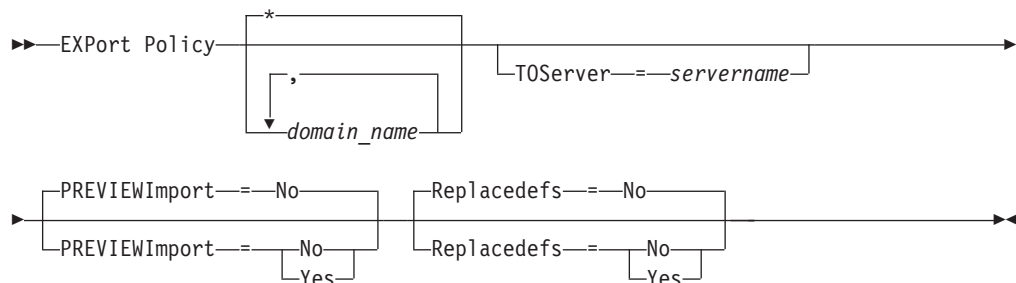 *
EXPort Policy
TOServer = servername
,
domain_name
PREVIEWImport = No
Replacedefs = No
PREVIEWImport = No
Replacedefs = No
Yes
Yes